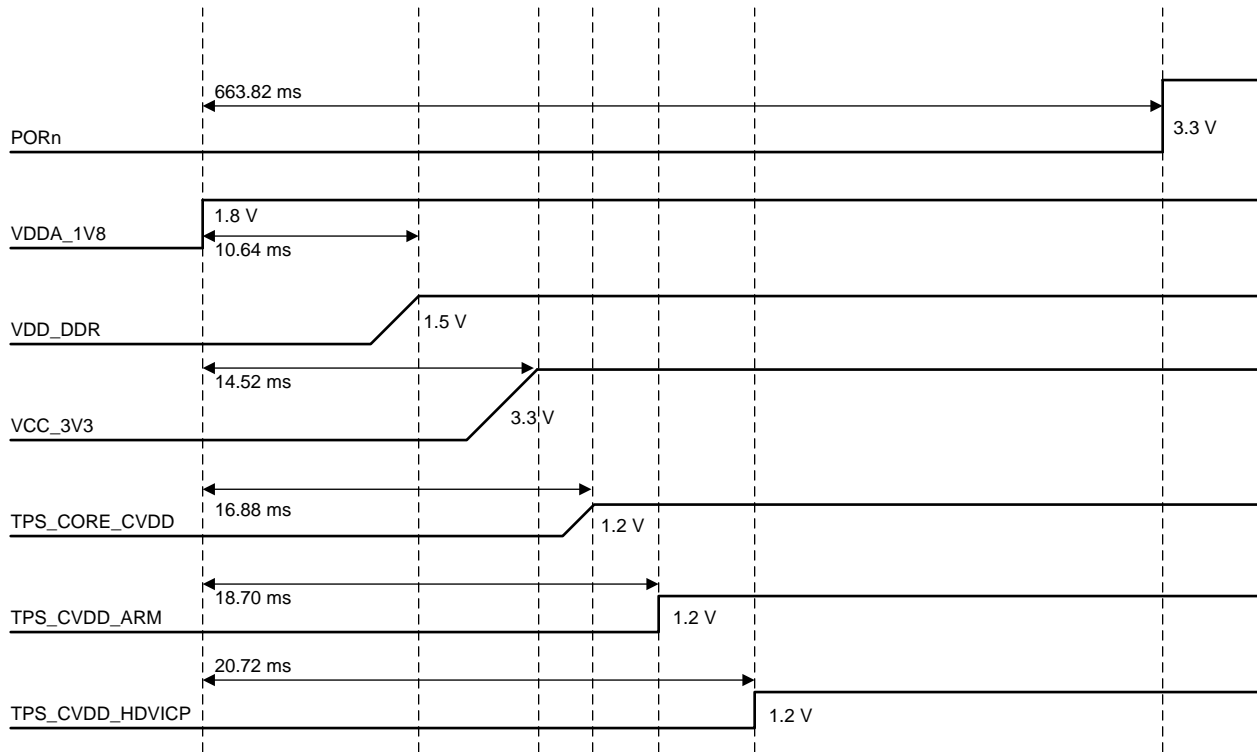 663.82 ms
PORn
3.3 V
1.8 V
VDDA_1V8
10.64 ms
VDD_DDR
1.5 V
14.52 ms
VCC_3V3
3.3 V
16.88 ms
TPS_CORE_CVDD
1.2 V
18.70 ms
TPS_CVDD_ARM
1.2 V
20.72 ms
TPS_CVDD_HDVICP
1.2 V